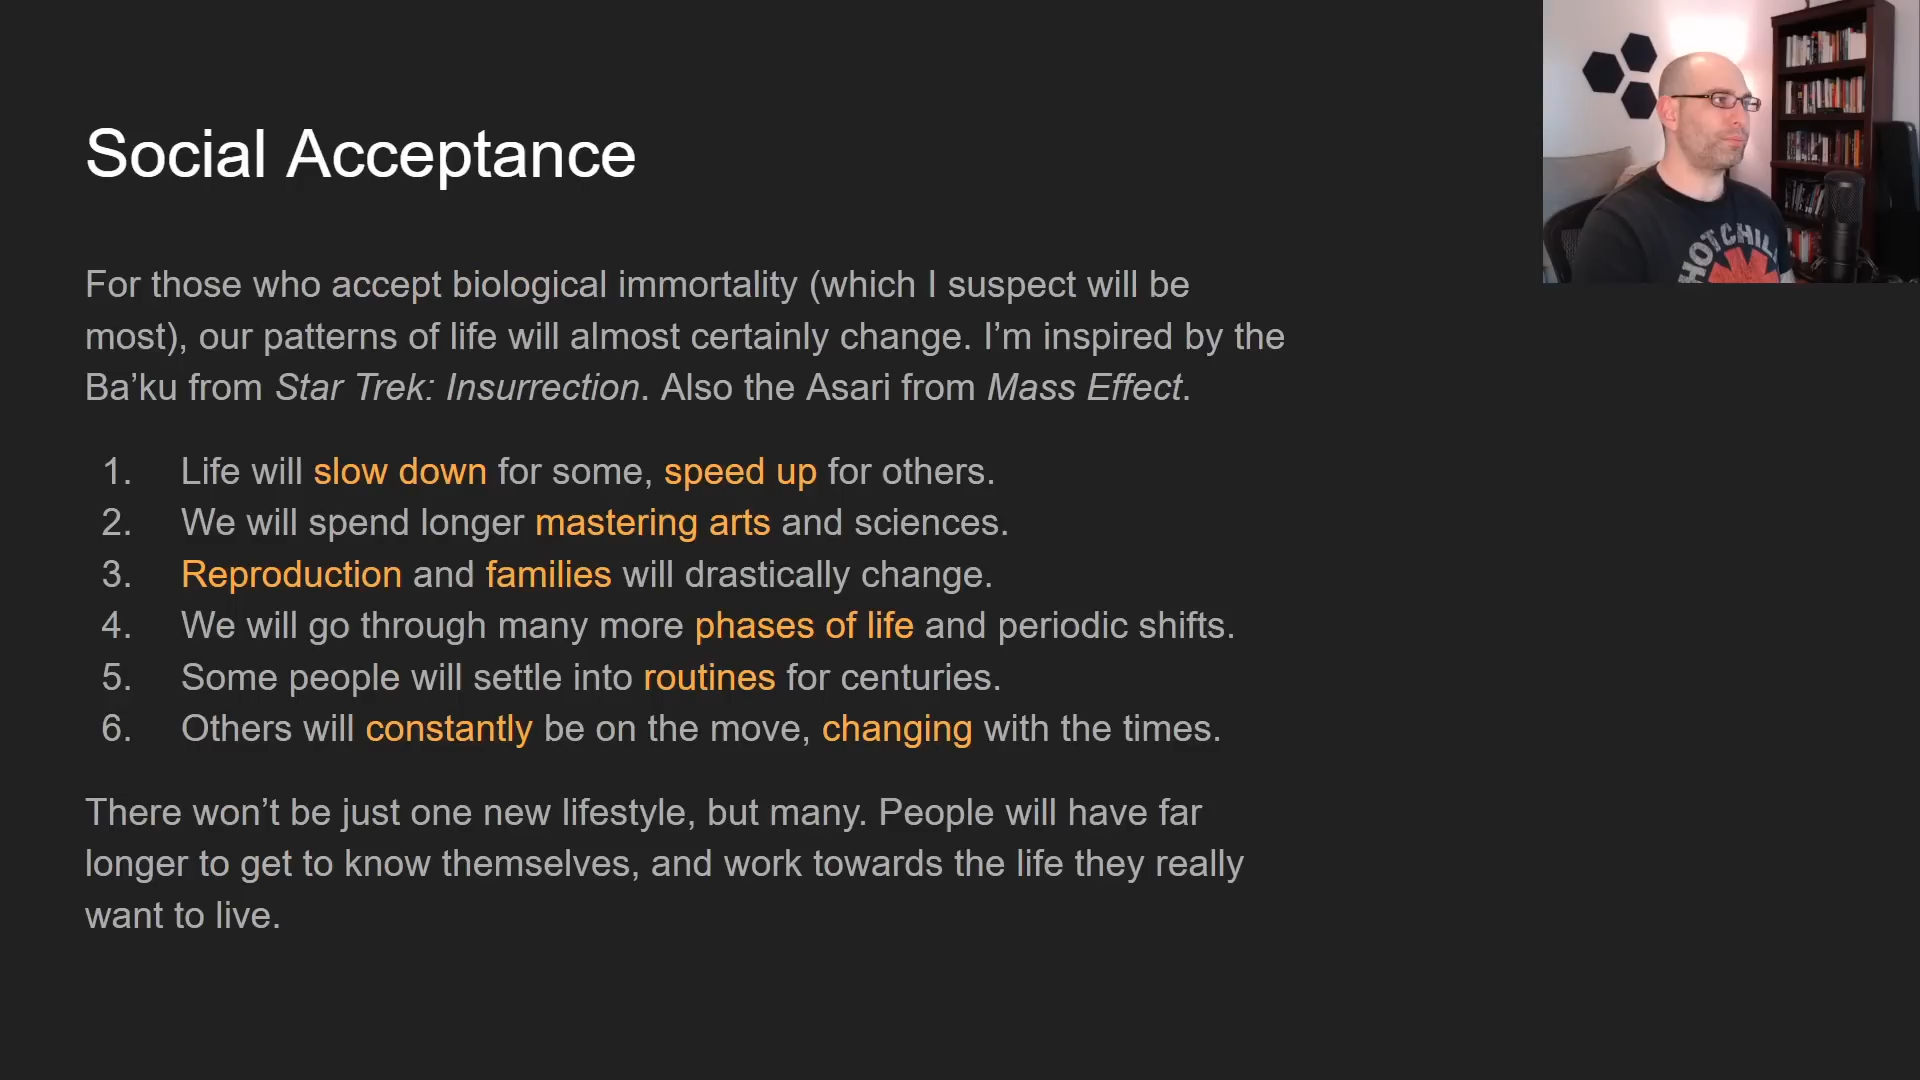 Social Acceptance
For those who accept biological immortality (which I suspect will be
most), our patterns of life will almost certainly change. I’m inspired by the
Ba’ku from Star Trek: Insurrection. Also the Asari from Mass Effect.
1. Life will slow down for some, speed up for others.
2. We will spend longer mastering arts and sciences.
3. Reproduction and families will drastically change.
4. We will go through many more phases of life and periodic shifts.
5. Some people will settle into routines for centuries.
6. Others will constantly be on the move, changing with the times.
There won’t be just one new lifestyle, but many. People will have far
longer to get to know themselves, and work towards the life they really
want to live.
HOT CHIL